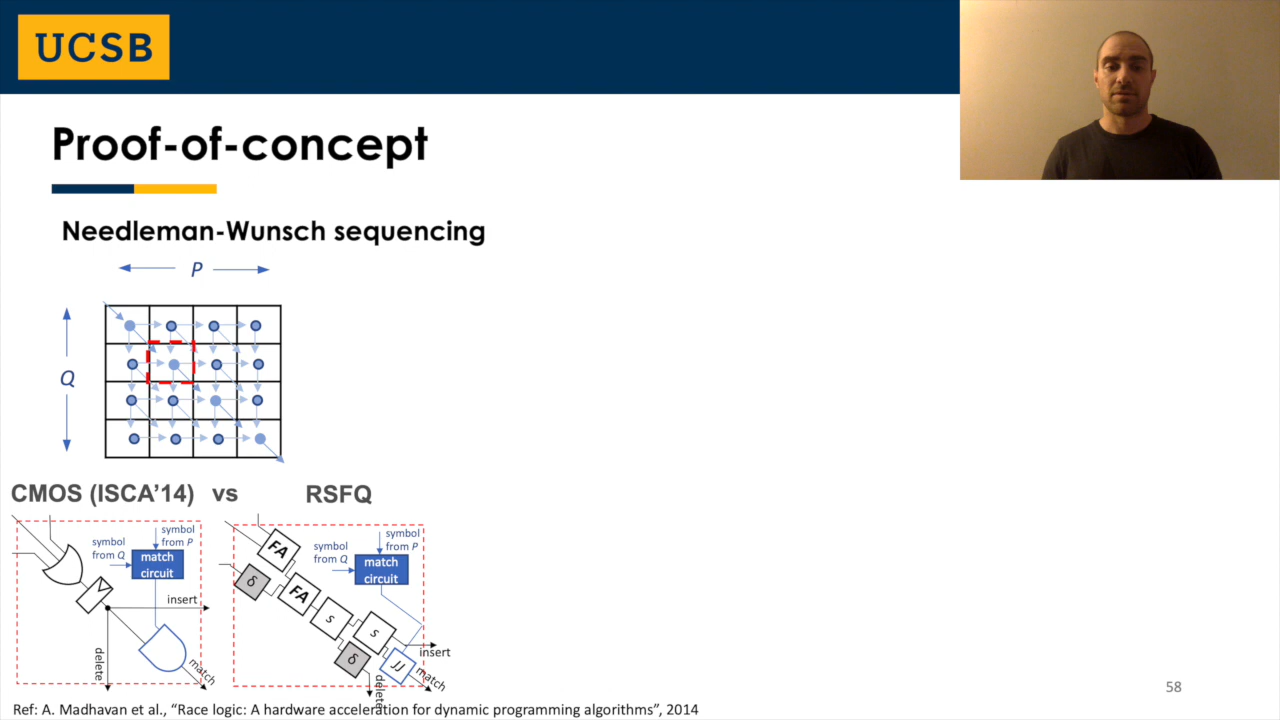 UCSB
Proof-of-concept
Needleman-Wunsch sequencing
P
Q
CMOS (ISCA'14) vs RSFQ
symbol
from P
symbol
from Q
match
circuit
insert
delete
match
FA
δ
FA
s
s
δ
JJ
symbol
from P
symbol
from Q
match
circuit
insert
match
delete
58
Ref: A. Madhavan et al., “Race logic: A hardware acceleration for dynamic programming algorithms”, 2014